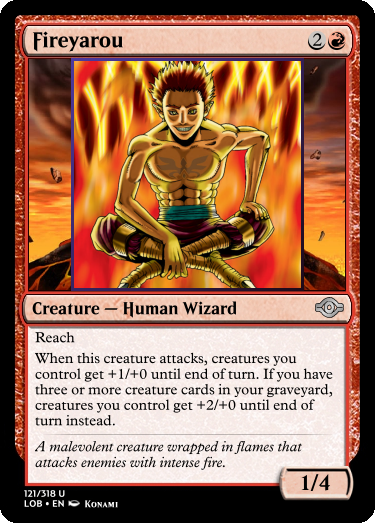 Fireyarou 2
Creature — Human Wizard
Reach
When this creature attacks, creatures you
control get +1/+0 until end of turn. If you have
three or more creature cards in your graveyard,
creatures you control get +2/+0 until end of
turn instead.
A malevolent creature wrapped in flames that
attacks enemies with intense fire.
1/4
121/318 U
LOB • EN Konami